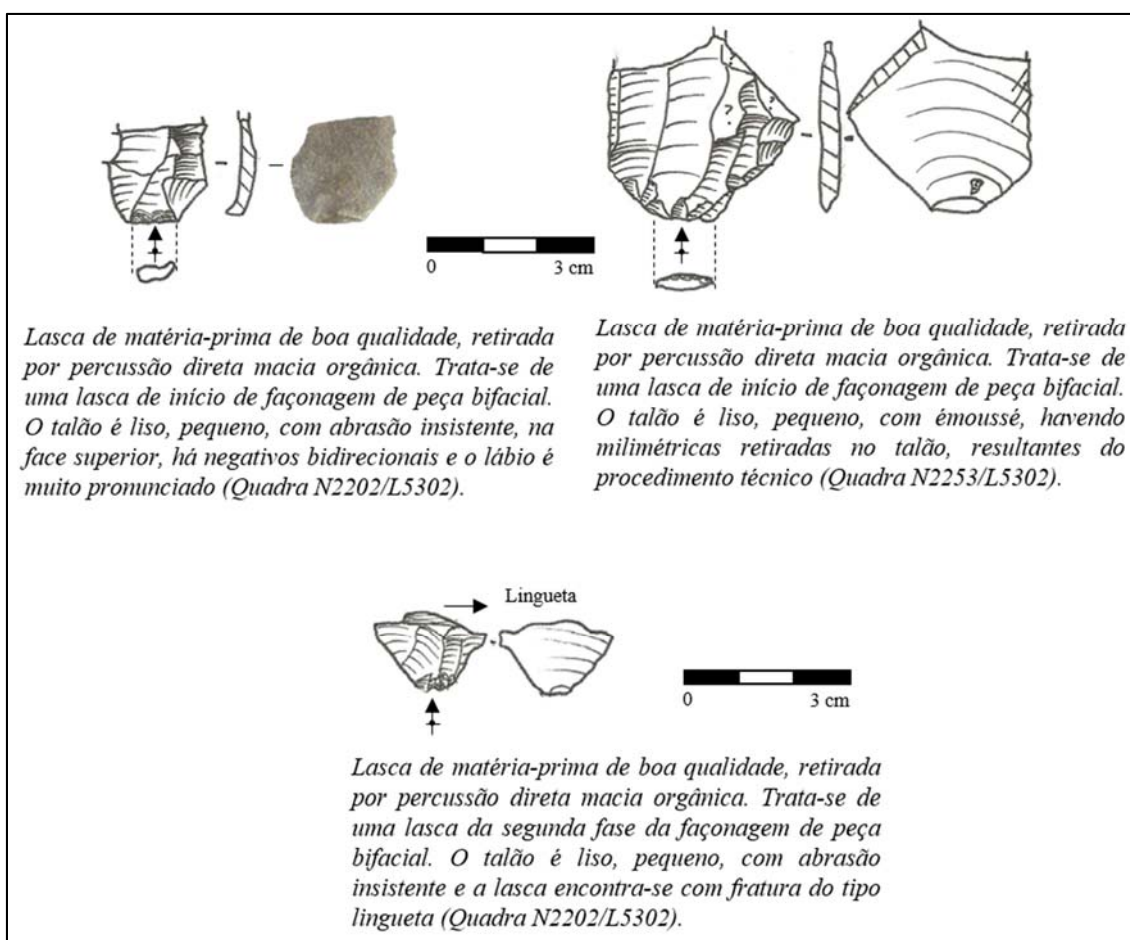 0 3 cm
Lasca de matéria-prima de boa qualidade, retirada
por percussão direta macia orgânica. Trata-se de
uma lasca de início de façonagem de peça bifacial.
O talão é liso, pequeno, com abrasão insistente, na
face superior, há negativos bidirecionais e o lábio é
muito pronunciado (Quadra N2202/L5302).
? ?
Lasca de matéria-prima de boa qualidade, retirada
por percussão direta macia orgânica. Trata-se de
uma lasca de início de façonagem de peça bifacial.
O talão é liso, pequeno, com émoussé, havendo
milimétricas retiradas no talão, resultantes do
procedimento técnico (Quadra N2253/L5302).
Lingueta
0 3 cm
Lasca de matéria-prima de boa qualidade, retirada
por percussão direta macia orgânica. Trata-se de
uma lasca da segunda fase da façonagem de peça
bifacial. O talão é liso, pequeno, com abrasão
insistente e a lasca encontra-se com fratura do tipo
lingueta (Quadra N2202/L5302).